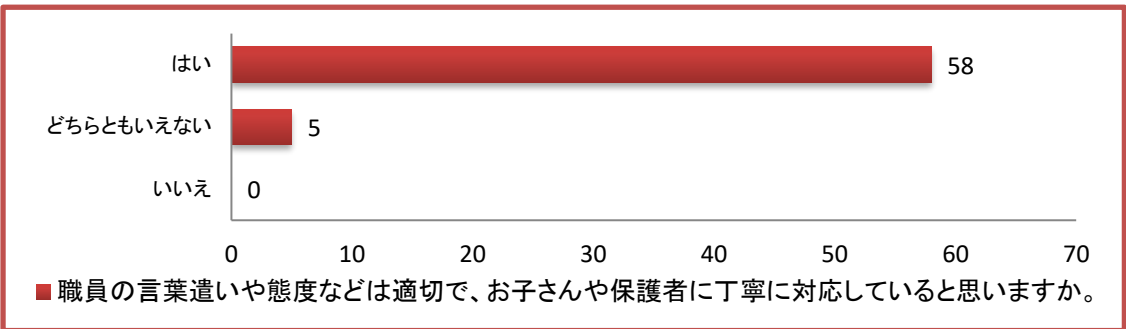 はい 58
どちらともいえない 5
いいえ 0
0 10 20 30 40 50 60 70
職員の言葉遣いや態度などは適切で、お子さんや保護者に丁寧に対応していると思いますか。